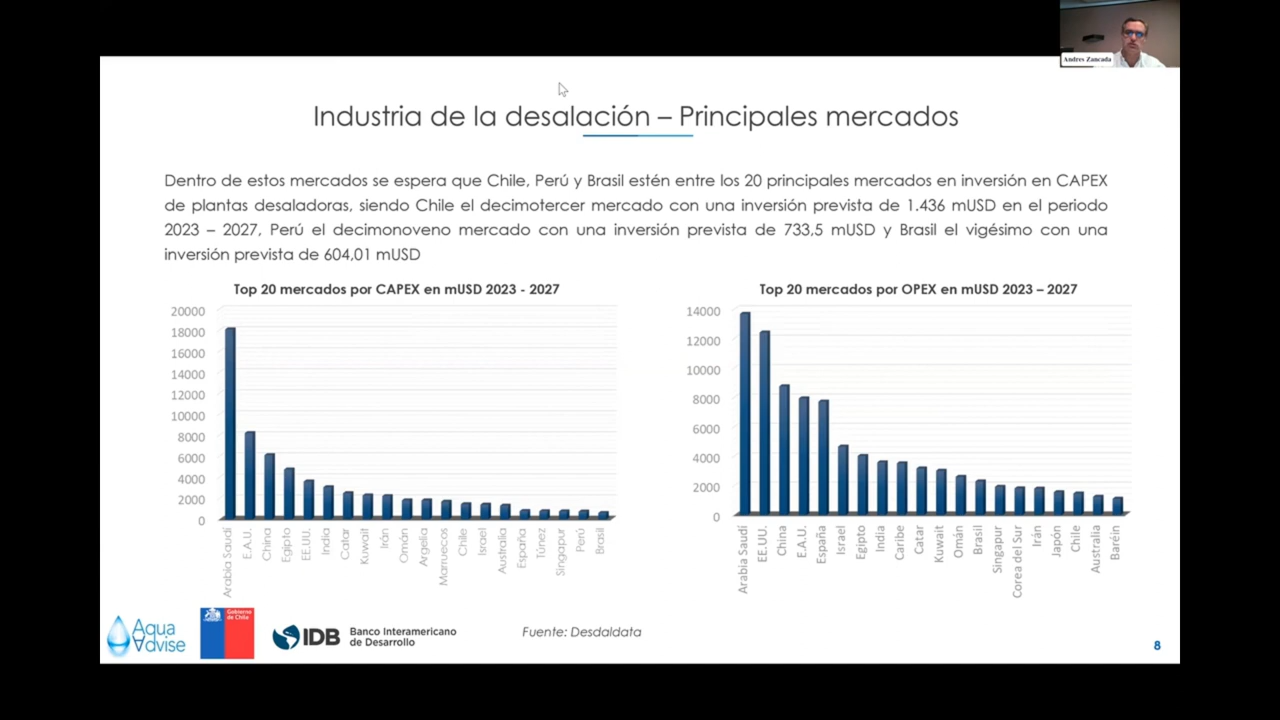 Andres Zancada
Industria de la desalación – Principales mercados
Dentro de estos mercados se espera que Chile, Perú y Brasil estén entre los 20 principales mercados en inversión en CAPEX
de plantas desaladoras, siendo Chile el decimotercer mercado con una inversión prevista de 1.436 mUSD en el periodo
2023 – 2027, Perú el decimonoveno mercado con una inversión prevista de 733,5 mUSD y Brasil el vigésimo con una
inversión prevista de 604,01 mUSD
Top 20 mercados por CAPEX en mUSD 2023 - 2027
20000
18000
16000
14000
12000
10000
8000
6000
4000
2000
0
Arabia Saudí
E.A.U.
China
Egipto
EE.UU.
India
Catar
Kuwait
Irán
Omán
Argelia
Marruecos
Chile
Israel
Australia
España
Túnez
Singapur
Perú
Brasil
Top 20 mercados por OPEX en mUSD 2023 – 2027
14000
12000
10000
8000
6000
4000
2000
0
Arabia Saudí
EE.UU.
China
E.A.U.
España
Israel
Egipto
India
Caribe
Catar
Kuwait
Omán
Brasil
Singapur
Corea del Sur
Irán
Japón
Chile
Australia
Baréin
Aqua
Advise
Gobierno
de Chile
IDB
Banco Interamericano
de Desarrollo
Fuente: Desdaldata
8